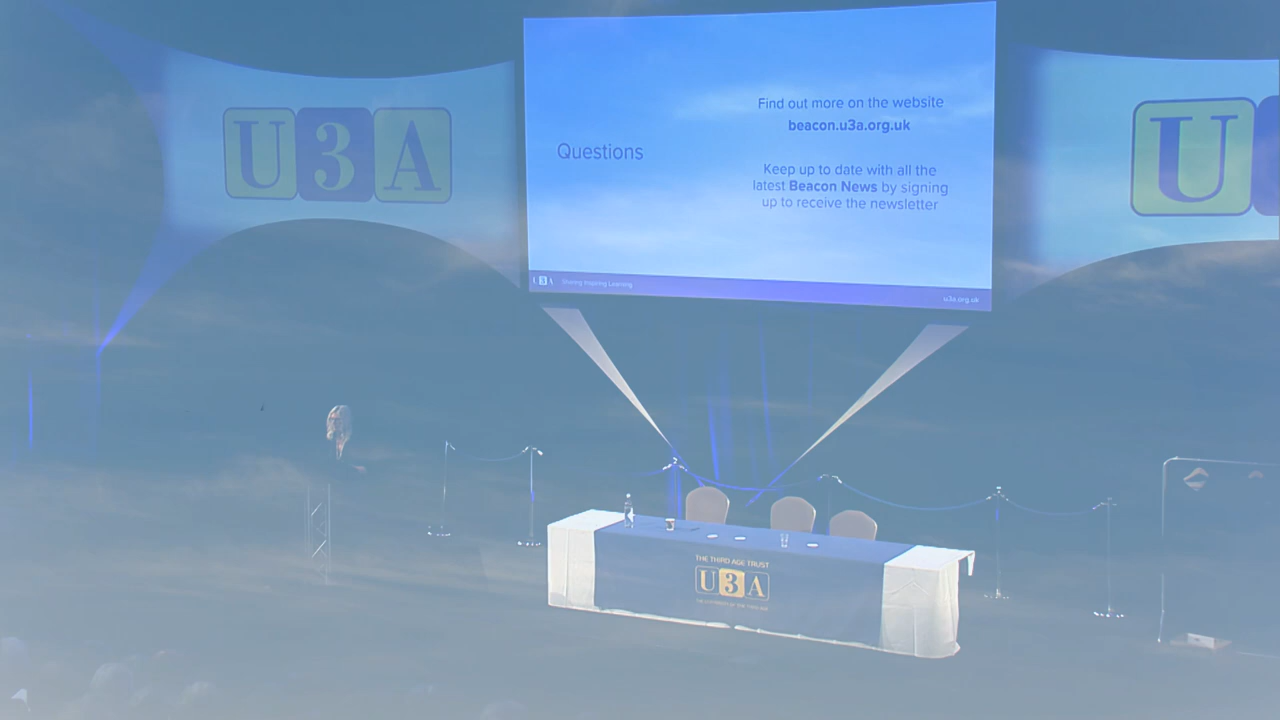 U3A
Questions
Find out more on the website
beacon.u3a.org.uk
Keep up to date with all the
latest Beacon News by signing
up to receive the newsletter
U3A
Sharing Inspiring Learning
u3a.org.uk
U
THE THIRD AGE TRUST
U3A